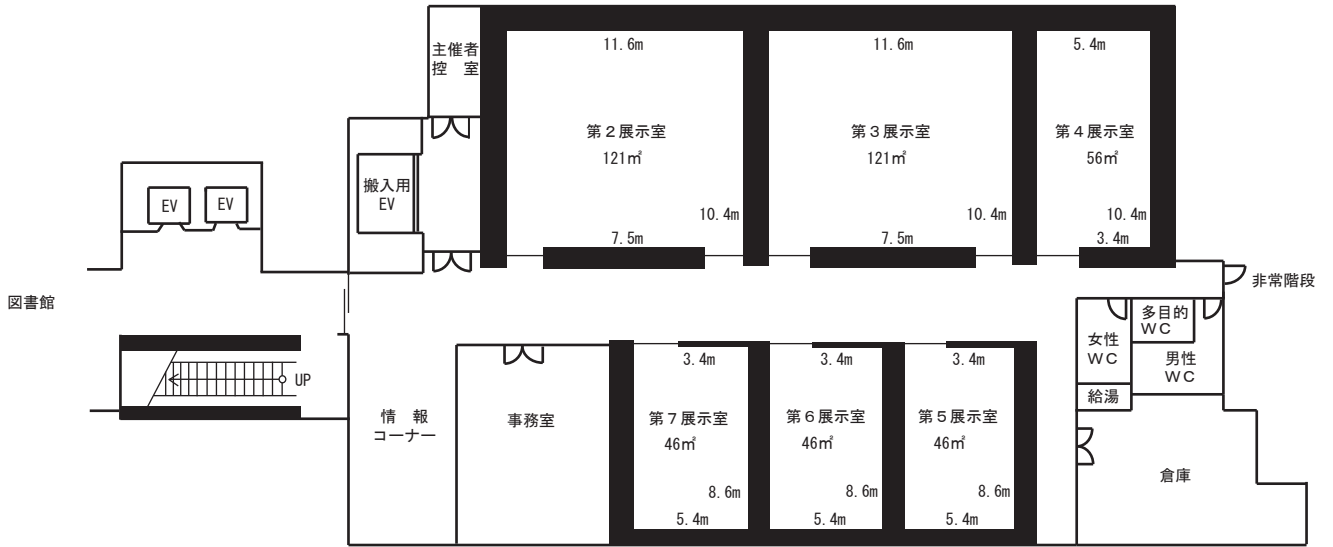 11.6m
11.6m
5.4m
主催者
控 室
第2展示室
121㎡
第3展示室
121㎡
第4展示室
56㎡
搬入用
EV
EV
EV
10.4m
10.4m
10.4m
7.5m
7.5m
3.4m
図書館
非常階段
多目的
WC
女性
WC
男性
WC
給湯
3.4m
3.4m
3.4m
UP
情 報
コーナー
事務室
第7展示室
46㎡
第6展示室
46㎡
第5展示室
46㎡
倉庫
8.6m
8.6m
8.6m
5.4m
5.4m
5.4m